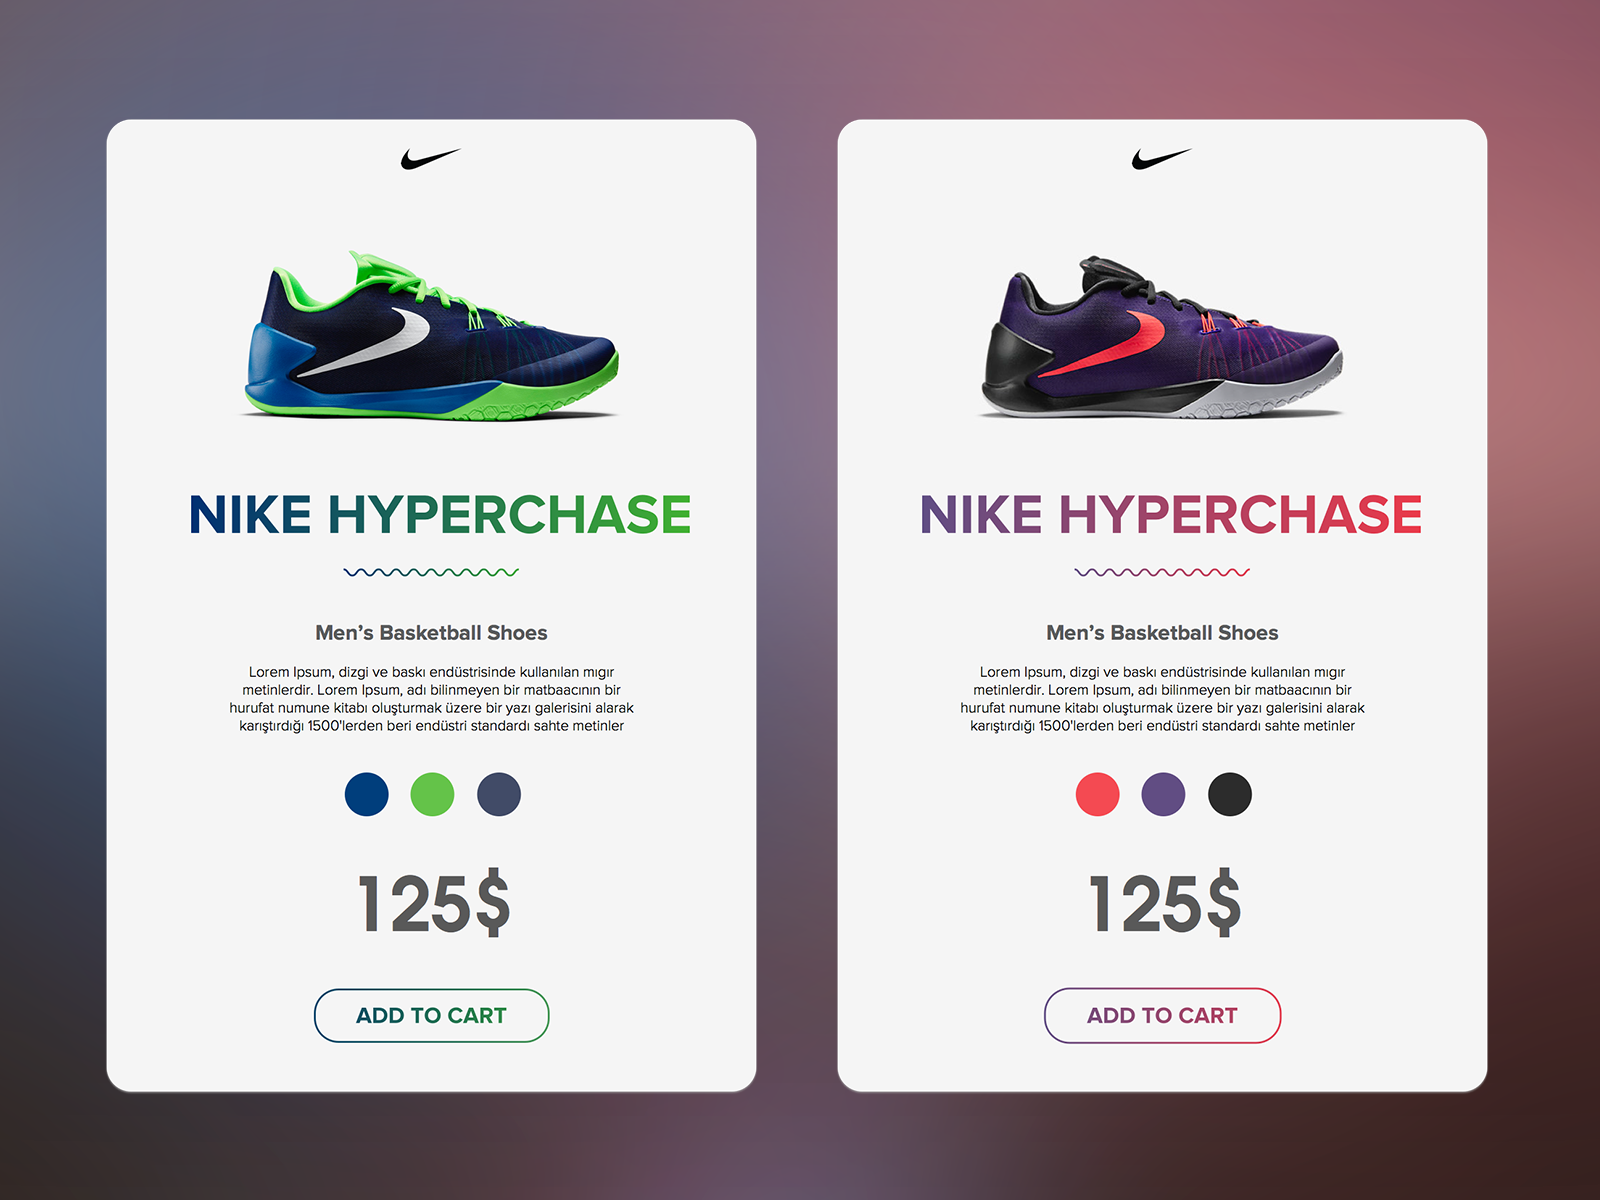 NIKE HYPERCHASE
Men’s Basketball Shoes
Lorem Ipsum, dizgi ve baskı endüstrisinde kullanılan mıgır
metinlerdir. Lorem Ipsum, adı bilinmeyen bir matbaacının bir
hurufat numune kitabı oluşturmak üzere bir yazı galerisini alarak
karıştırdığı 1500'lerden beri endüstri standardı sahte metinler
125$
ADD TO CART
NIKE HYPERCHASE
Men’s Basketball Shoes
Lorem Ipsum, dizgi ve baskı endüstrisinde kullanılan mıgır
metinlerdir. Lorem Ipsum, adı bilinmeyen bir matbaacının bir
hurufat numune kitabı oluşturmak üzere bir yazı galerisini alarak
karıştırdığı 1500'lerden beri endüstri standardı sahte metinler
125$
ADD TO CART